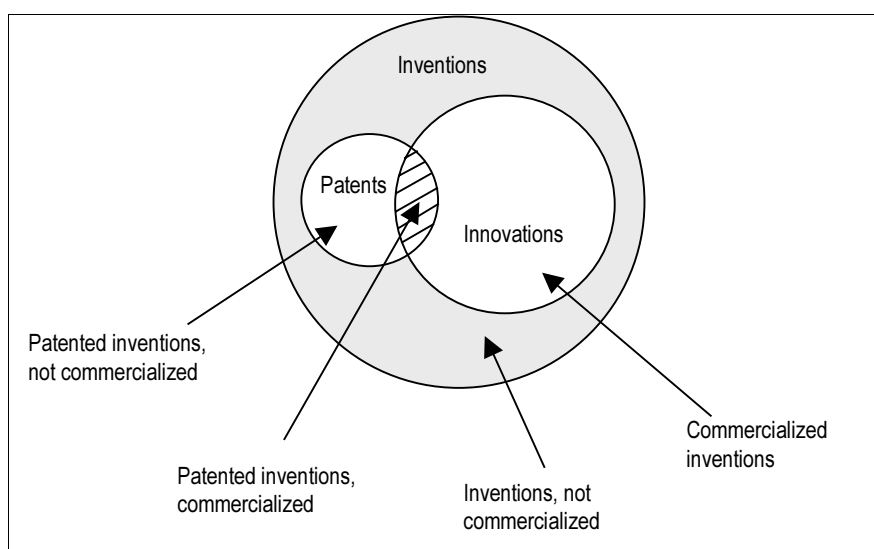 Inventions
Patents
Innovations
Patented inventions,
not commercialized
Patented inventions,
commercialized
Inventions, not
commercialized
Commercialized
inventions